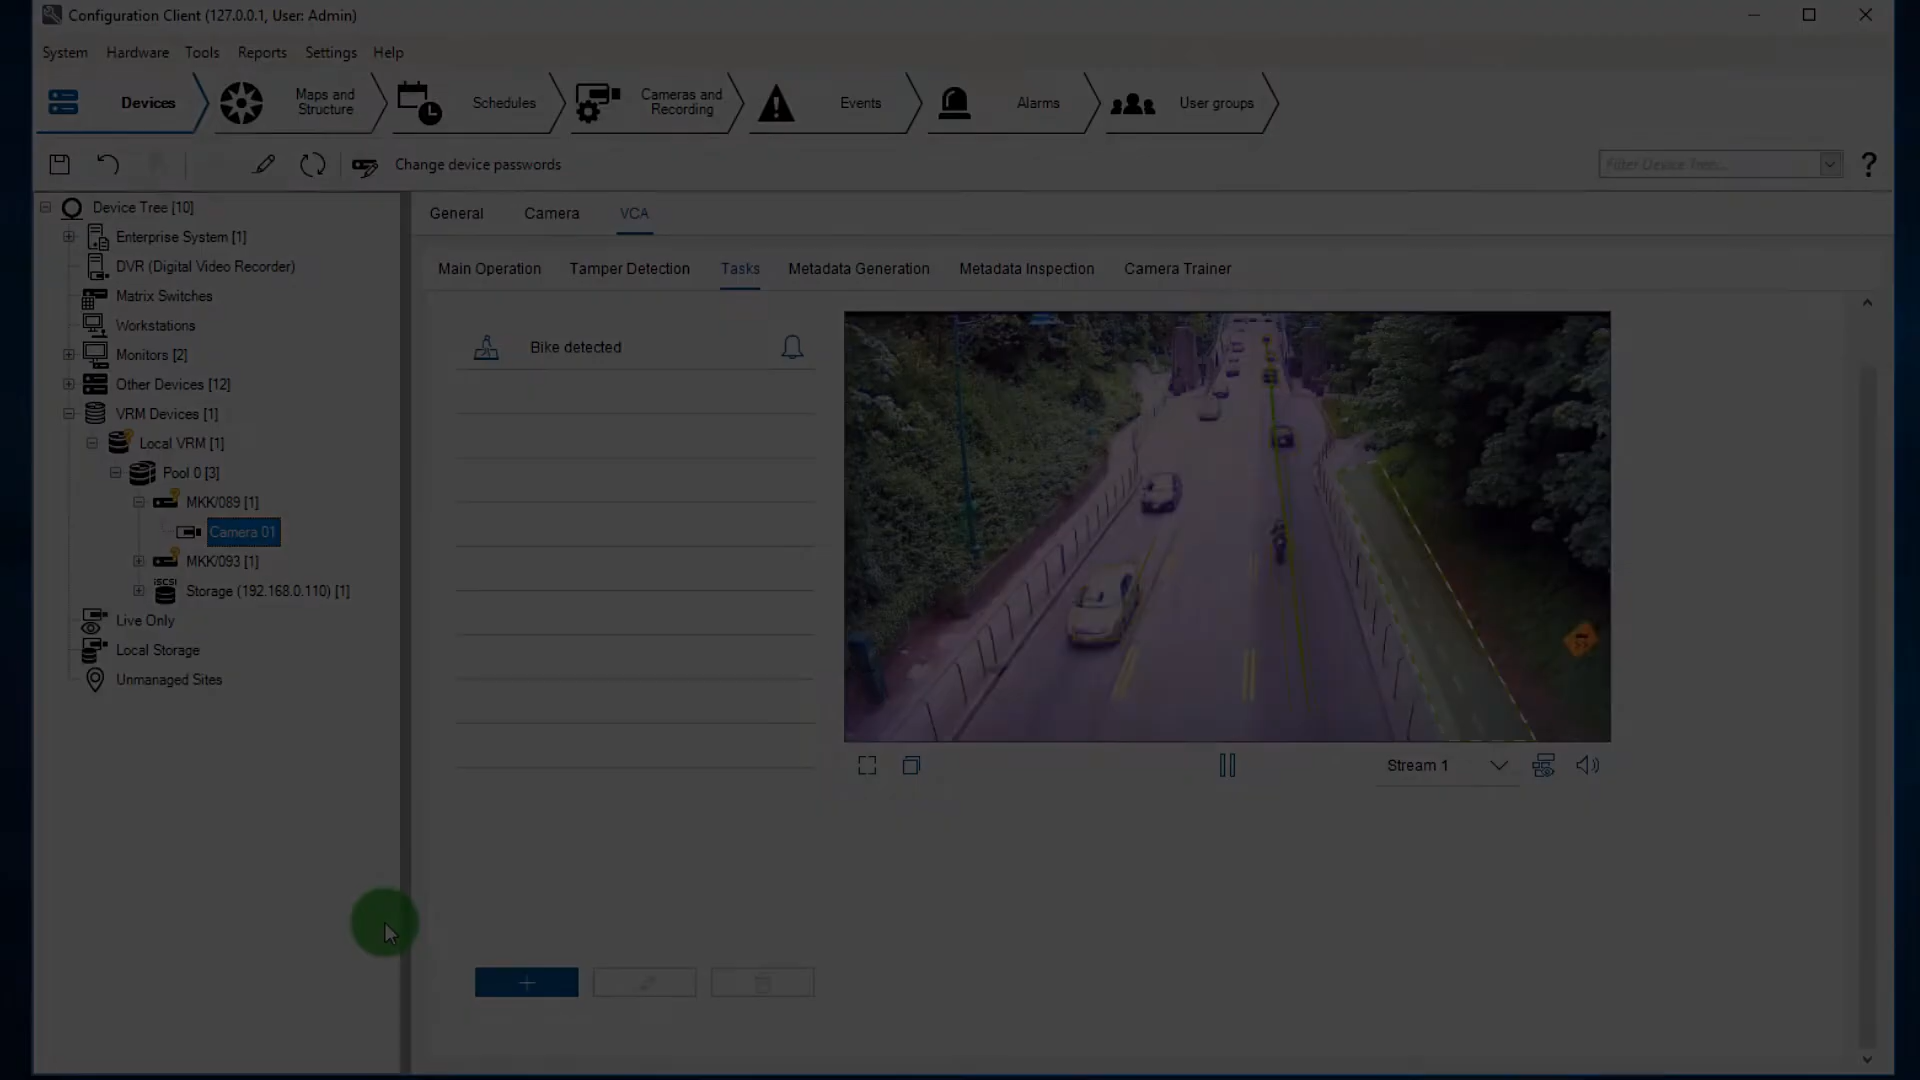 Configuration Client (127.0.0.1, User: Admin)
System Hardware Tools Reports Settings Help
Devices
Maps and
Structure
Schedules
Cameras and
Recording
Events
Alarms
User groups
Change device passwords
Filter Device Tree...
?
Device Tree [10]
Enterprise System [1]
DVR (Digital Video Recorder)
Matrix Switches
Workstations
Monitors [2]
Other Devices [12]
VRM Devices [1]
Local VRM [1]
Pool 0 [3]
MKK/089 [1]
Camera 01
MKK/093 [1]
iSCSI
Storage (192.168.0.110) [1]
Live Only
Local Storage
Unmanaged Sites
General Camera VCA
Main Operation Tamper Detection Tasks Metadata Generation Metadata Inspection Camera Trainer
Bike detected
Stream 1